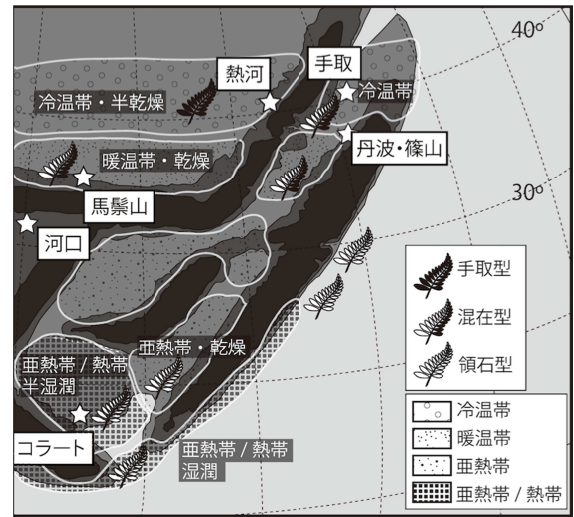 40°
手取
熱河
冷温帯
冷温帯・半乾燥
丹波・篠山
暖温帯・乾燥
30°
馬鬃山
河口
手取型
混在型
領石型
亜熱帯・乾燥
亜熱帯 / 熱帯
半湿潤
コラート
亜熱帯 / 熱帯
湿潤
冷温帯
暖温帯
亜熱帯
亜熱帯 / 熱帯